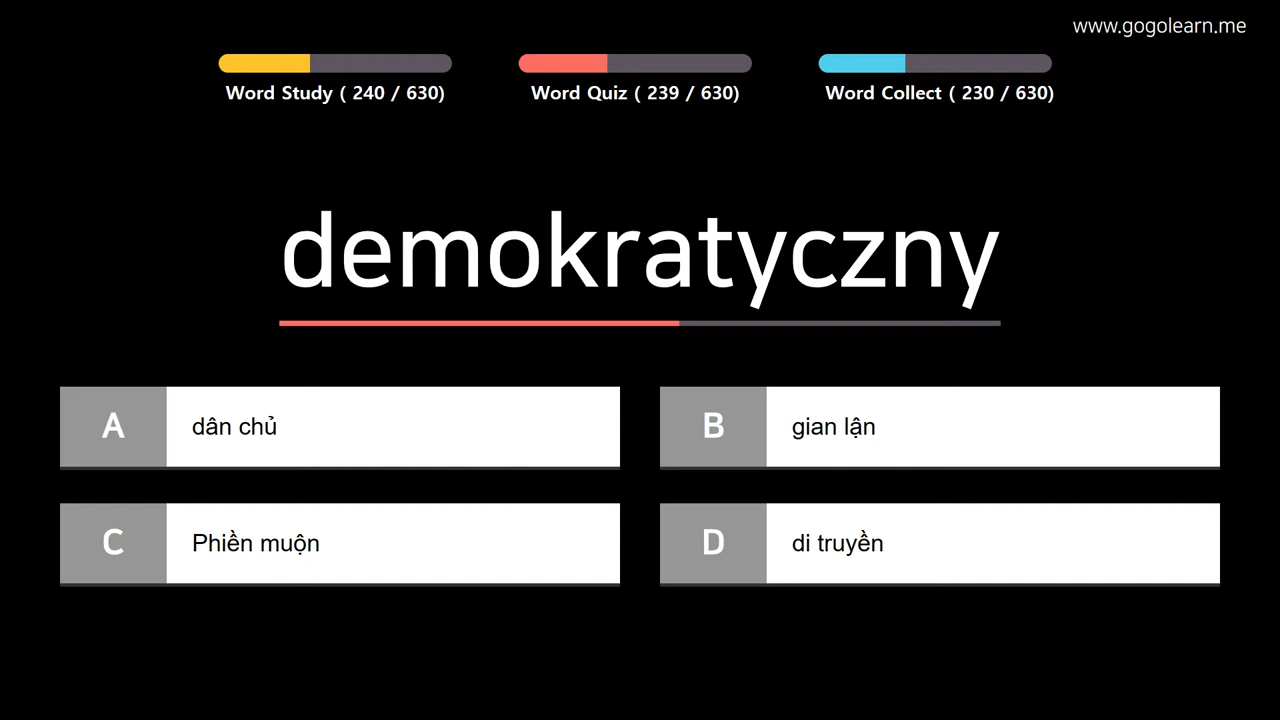 www.gogolearn.me
Word Study ( 240 / 630)
Word Quiz ( 239 / 630)
Word Collect ( 230 / 630)
demokratyczny
A dân chủ
B gian lận
C Phiền muộn
D di truyền